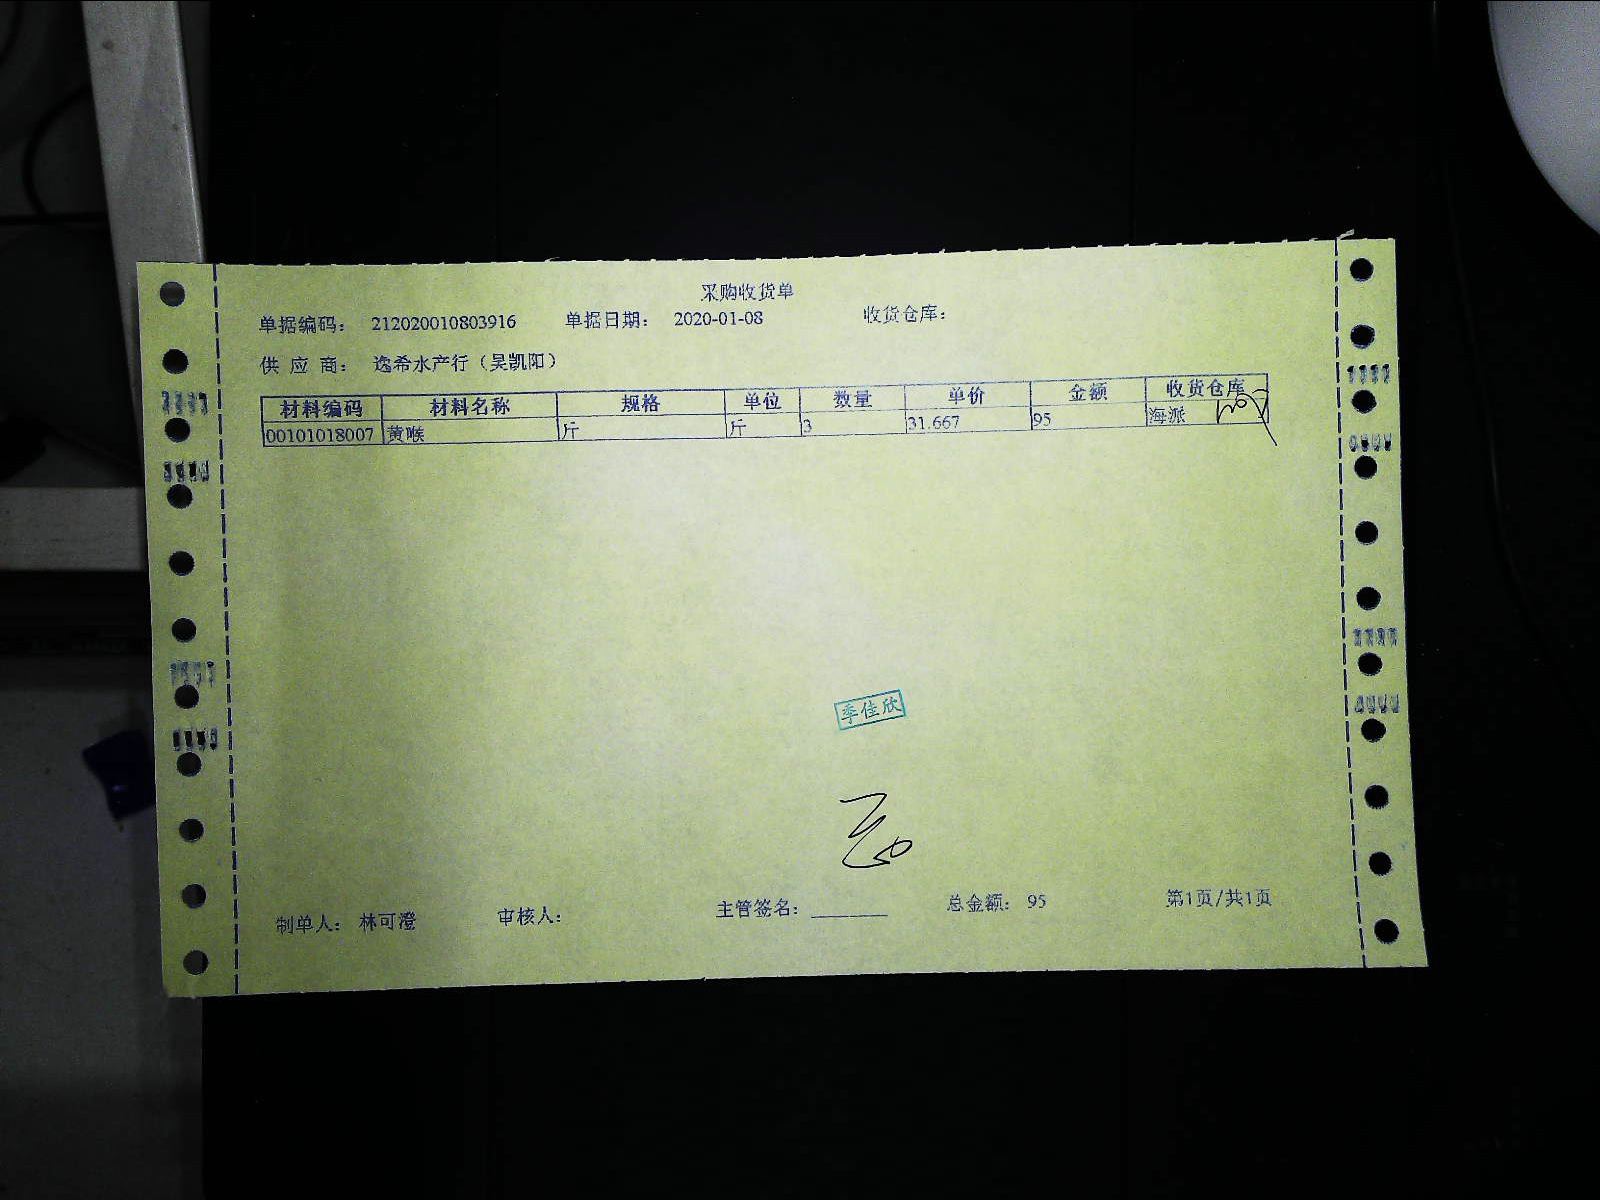 采购收货单
单据编码: 212020010803916 单据日期: 2020-01-08 收货仓库:
供 应 商: 逸希水产行（吴凯阳）
材料编码 材料名称 规格 单位 数量 单价 金额 收货仓库
00101018007 黄喉 斤 斤 3 31.667 95 海派
季佳欣
制单人: 林可澄 审核人: 主管签名: 总金额: 95 第1页/共1页